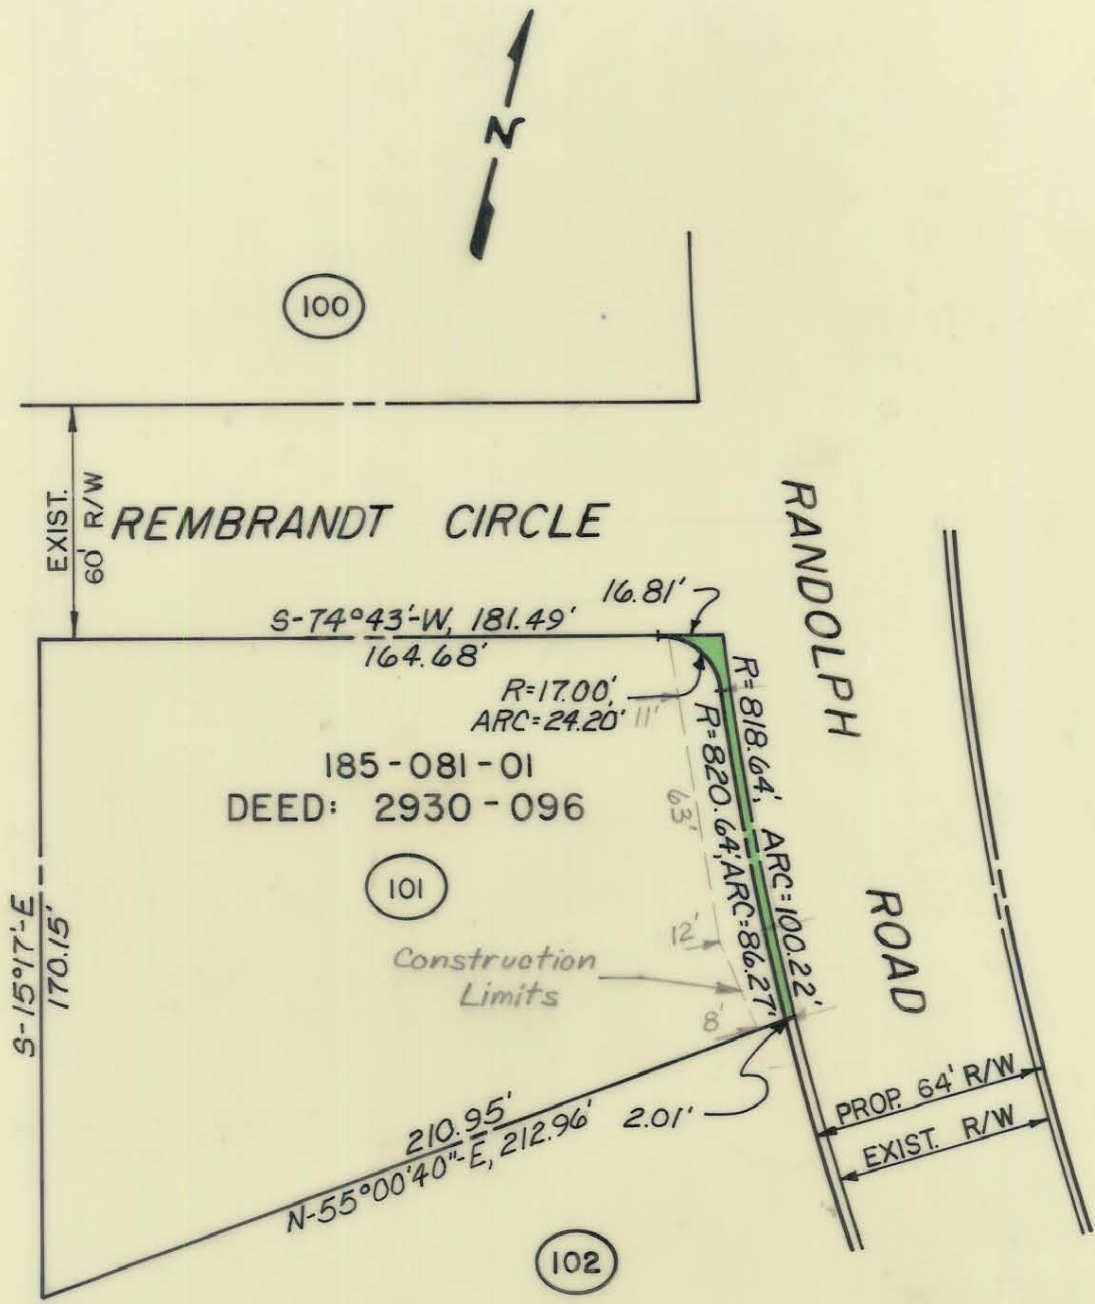 N
100
EXIST.
60' R/W
REMBRANDT CIRCLE
RANDOLPH ROAD
S-74°43'-W, 181.49'
164.68'
16.81'
R=17.00',
ARC=24.20'
11'
R=818.64', ARC=100.22'
R=820.64', ARC=86.27'
185-081-01
DEED: 2930-096
63'
101
12'
Construction
Limits
8'
S-15°17'-E
170.15'
210.95'
N-55°00'40"-E, 212.96'
2.01'
PROP. 64' R/W
EXIST. R/W
102